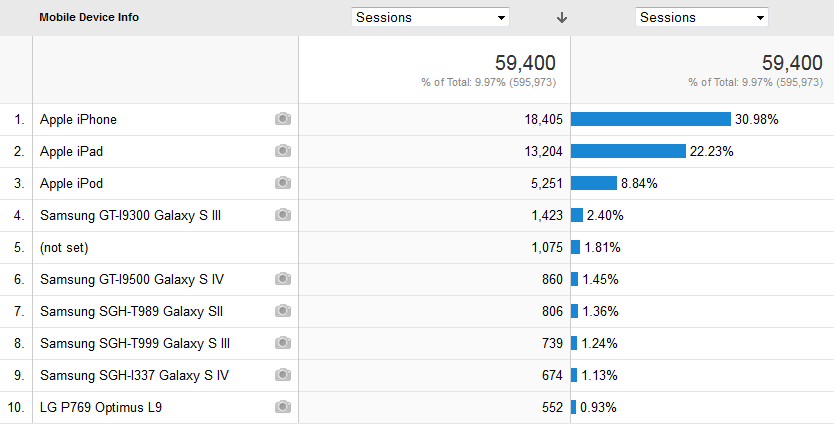 Mobile Device Info Sessions Sessions
59,400 59,400
% of Total: 9.97% (595,973) % of Total: 9.97% (595,973)
1. Apple iPhone 18,405 30.98%
2. Apple iPad 13,204 22.23%
3. Apple iPod 5,251 8.84%
4. Samsung GT-I9300 Galaxy S III 1,423 2.40%
5. (not set) 1,075 1.81%
6. Samsung GT-I9500 Galaxy S IV 860 1.45%
7. Samsung SGH-T989 Galaxy SII 806 1.36%
8. Samsung SGH-T999 Galaxy S III 739 1.24%
9. Samsung SGH-I337 Galaxy S IV 674 1.13%
10. LG P769 Optimus L9 552 0.93%